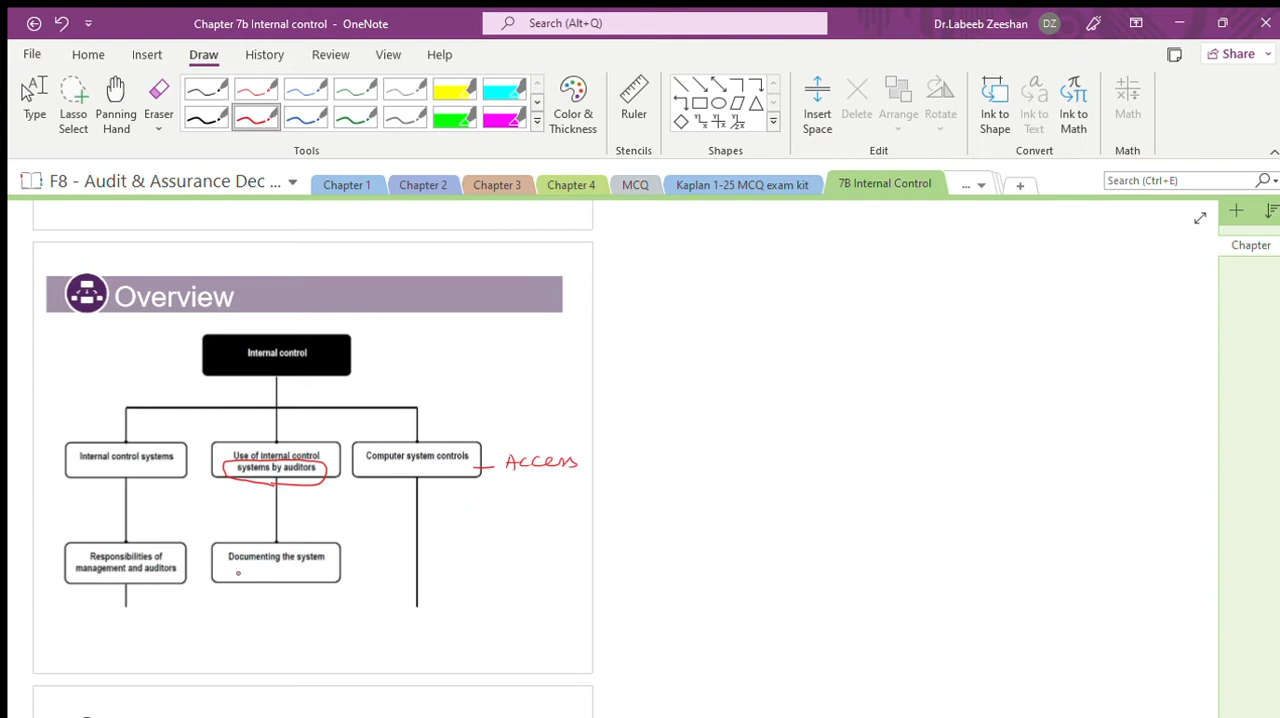 Chapter 7b Internal control - OneNote
Search (Alt+Q)
Dr.Labeeb Zeeshan
DZ
File
Home
Insert
Draw
History
Review
View
Help
Share
Type
Lasso
Select
Panning
Hand
Eraser
Color &
Thickness
Ruler
Insert
Space
Delete
Arrange
Rotate
Ink to
Shape
Ink to
Text
Ink to
Math
Math
Tools
Stencils
Shapes
Edit
Convert
Math
F8 - Audit & Assurance Dec ...
Chapter 1
Chapter 2
Chapter 3
Chapter 4
MCQ
Kaplan 1-25 MCQ exam kit
7B Internal Control
...
Search (Ctrl+E)
Chapter
Overview
Internal control
Internal control systems
Use of internal control
systems by auditors
Computer system controls
Access
Responsibilities of
management and auditors
Documenting the system